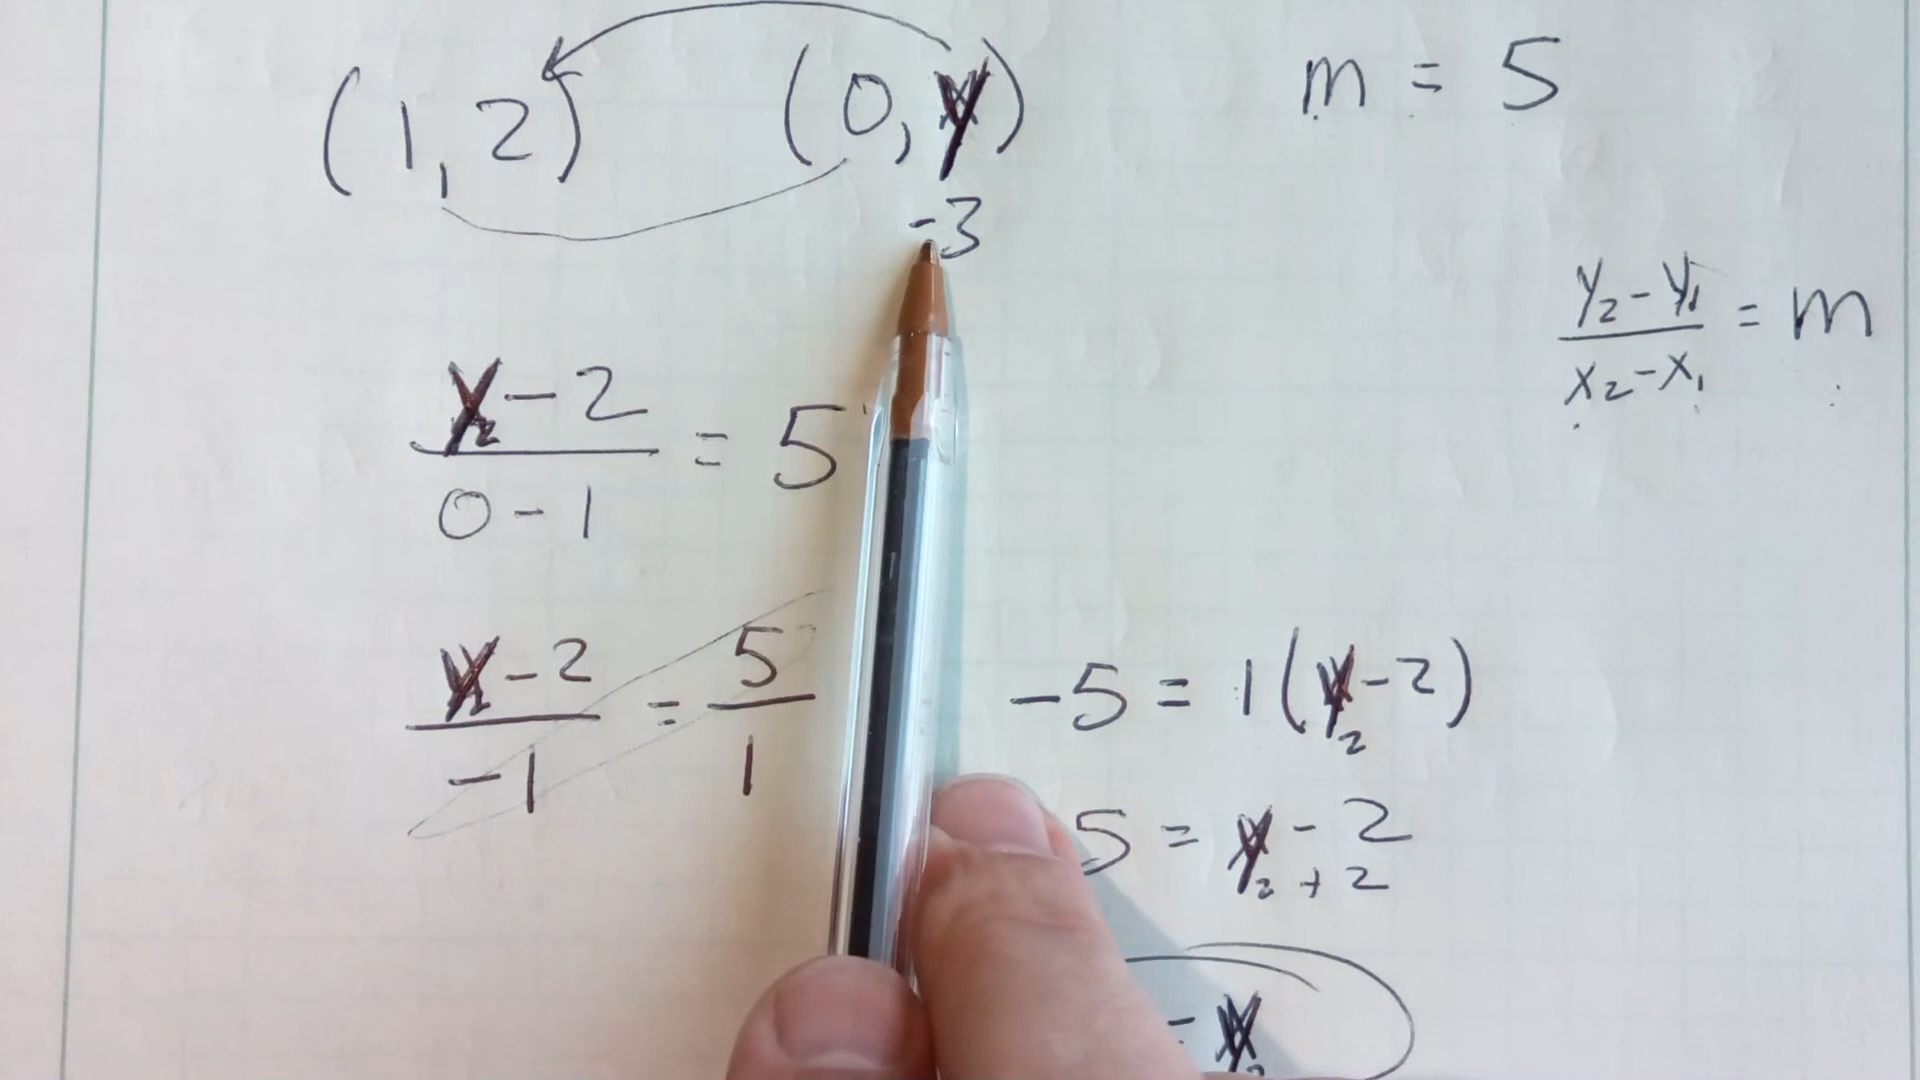 (1, 2) (0, y) m = 5
-3
y₂ - y₁ / x₂ - x₁ = m
y₂ - 2 / 0 - 1 = 5
y₂ - 2 / -1 = 5 / 1
-5 = 1(y₂ - 2)
5 = y₂ - 2
+ 2
= y₂